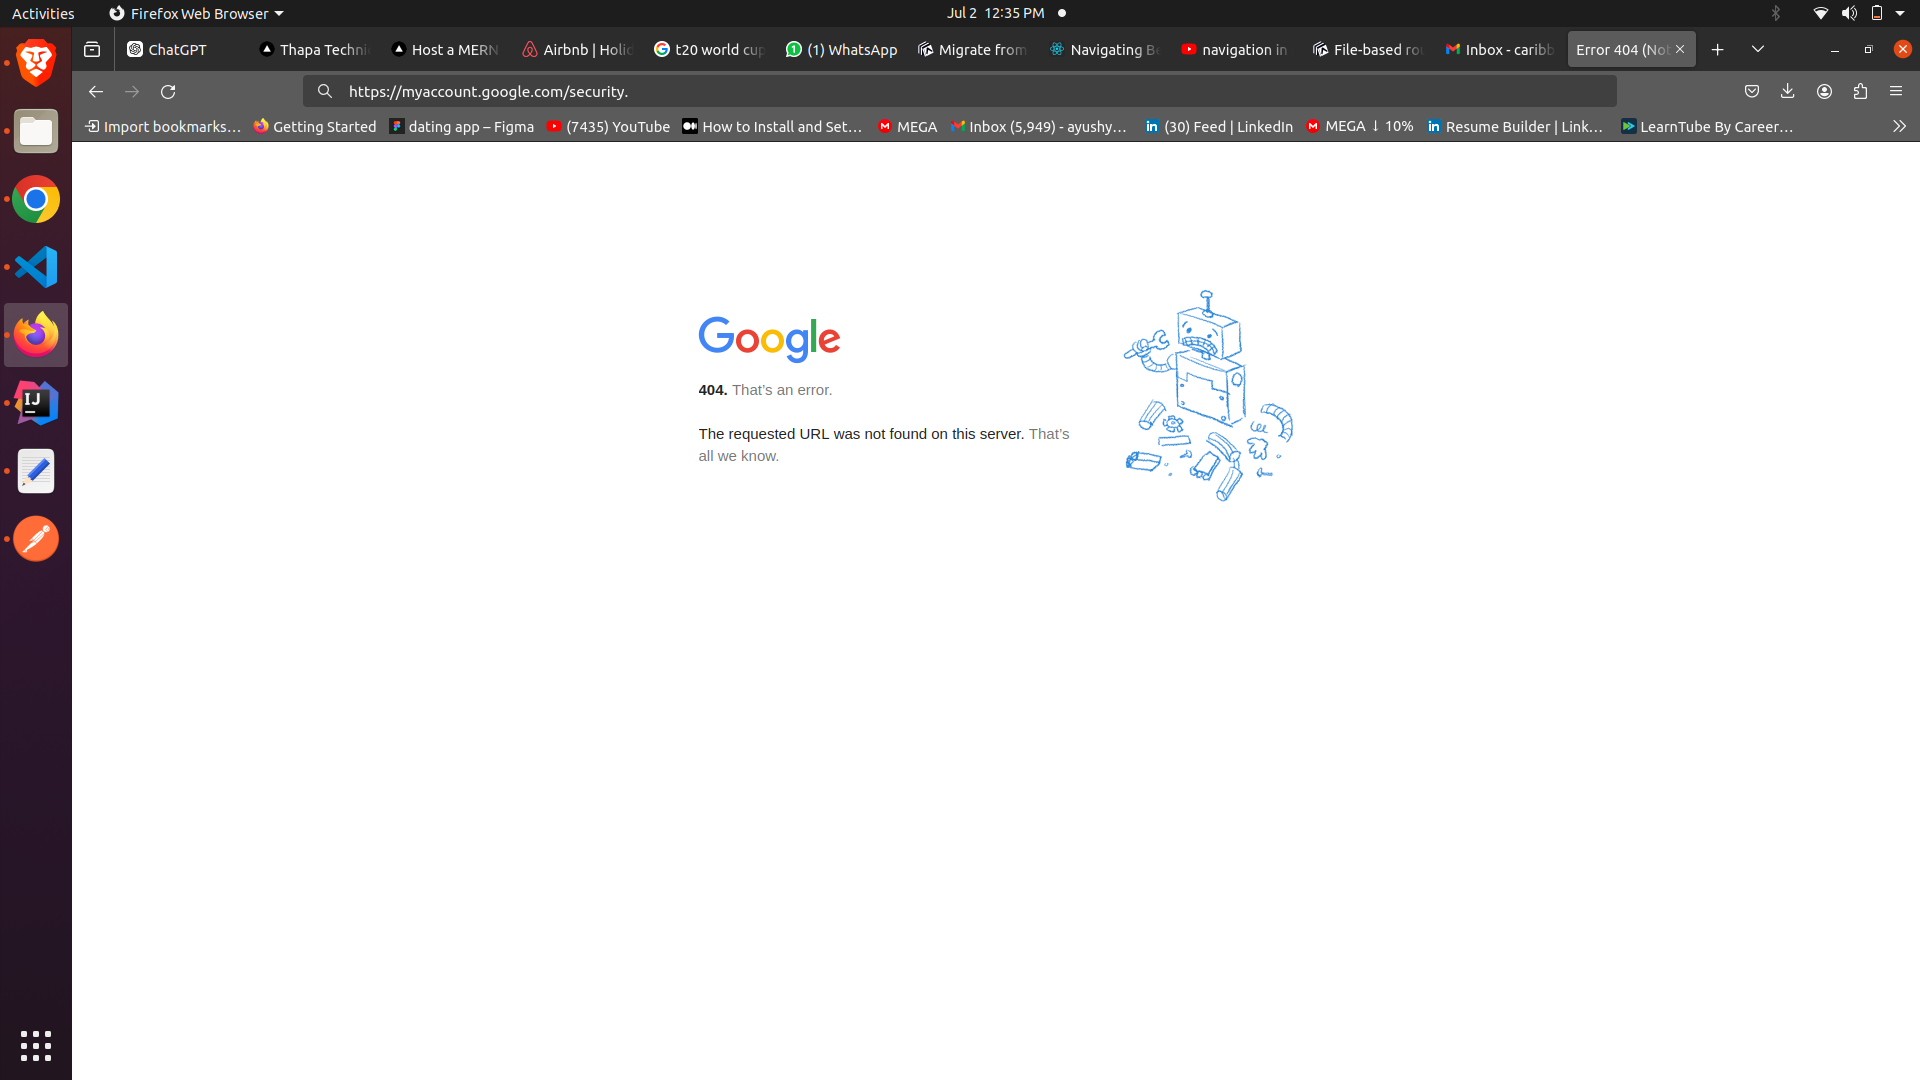 Activities
Firefox Web Browser
Jul 2 12:35 PM
ChatGPT
Thapa Techni
Host a MERN
Airbnb | Holid
t20 world cup
(1) WhatsApp
Migrate from
Navigating Be
navigation in
File-based rou
Inbox - caribb
Error 404 (Not
https://myaccount.google.com/security.
Import bookmarks…
Getting Started
dating app – Figma
(7435) YouTube
How to Install and Set…
MEGA
Inbox (5,949) - ayushy…
(30) Feed | LinkedIn
MEGA ↓ 10%
Resume Builder | Link…
LearnTube By Career…
Google
404. That’s an error.
The requested URL was not found on this server. That’s
all we know.
IJ